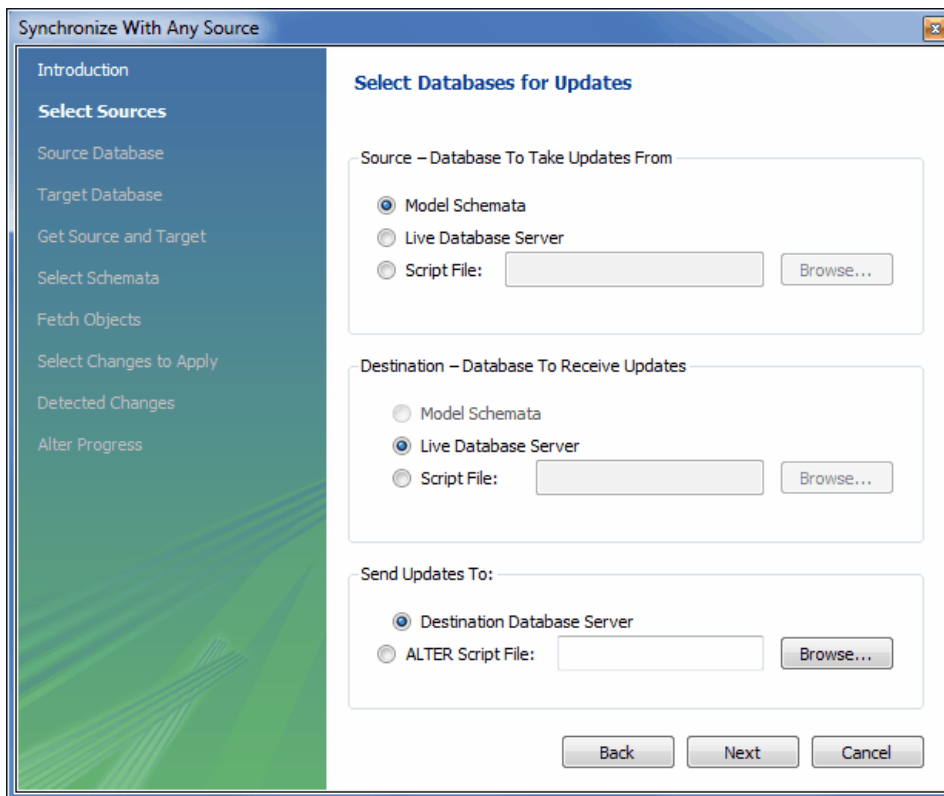 Synchronize With Any Source
Introduction
Select Sources
Source Database
Target Database
Get Source and Target
Select Schemata
Fetch Objects
Select Changes to Apply
Detected Changes
Alter Progress
Select Databases for Updates
Source – Database To Take Updates From
Model Schemata
Live Database Server
Script File: Browse...
Destination – Database To Receive Updates
Model Schemata
Live Database Server
Script File: Browse...
Send Updates To:
Destination Database Server
ALTER Script File: Browse...
Back Next Cancel